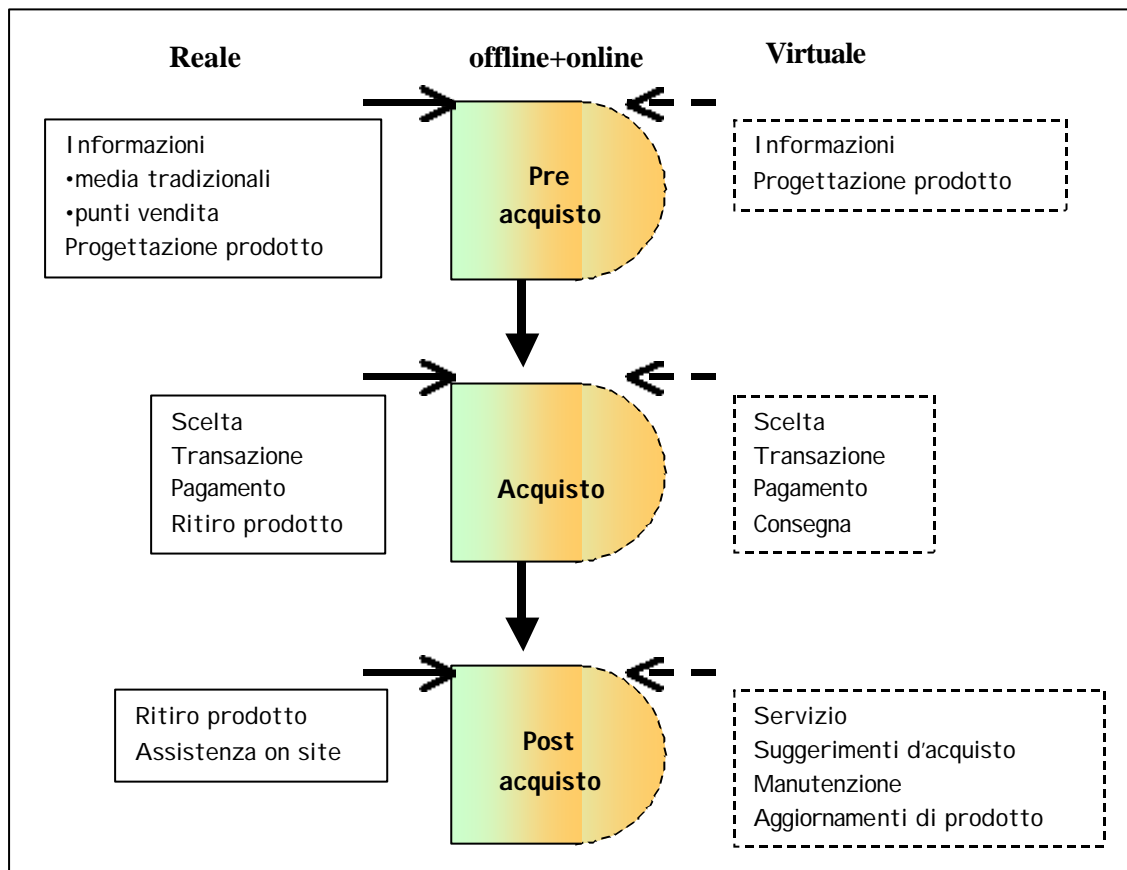 Reale
offline+online
Virtuale
Informazioni
•media tradizionali
•punti vendita
Progettazione prodotto
Pre
acquisto
Informazioni
Progettazione prodotto
Scelta
Transazione
Pagamento
Ritiro prodotto
Acquisto
Scelta
Transazione
Pagamento
Consegna
Ritiro prodotto
Assistenza on site
Post
acquisto
Servizio
Suggerimenti d'acquisto
Manutenzione
Aggiornamenti di prodotto